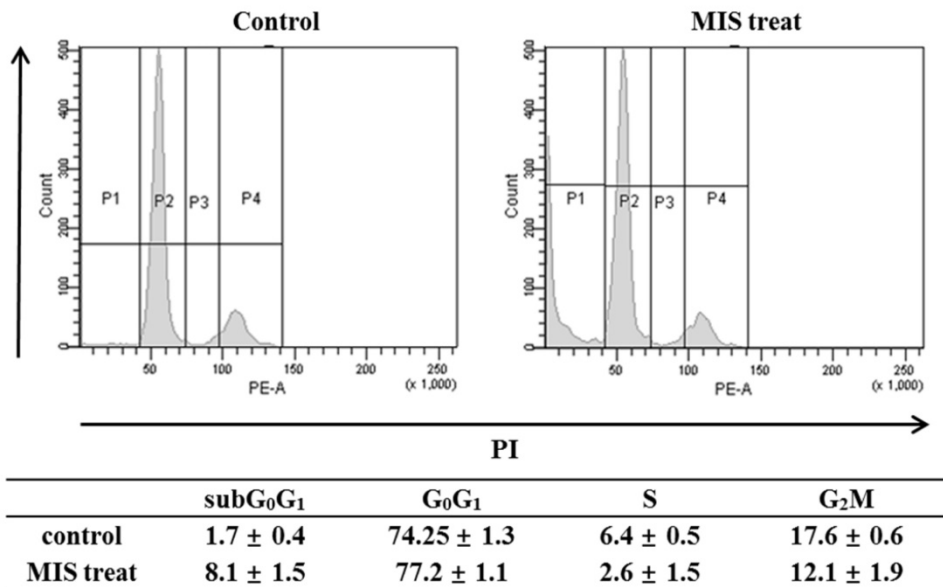 Control
MIS treat
500
400
300
200
100
0
Count
P1
P2
P3
P4
50
100
150
200
250
PE-A
(x 1,000)
500
400
300
200
100
0
Count
P1
P2
P3
P4
50
100
150
200
250
PE-A
(x 1,000)
PI
subG₀G₁ G₀G₁ S G₂M
control 1.7 ± 0.4 74.25 ± 1.3 6.4 ± 0.5 17.6 ± 0.6
MIS treat 8.1 ± 1.5 77.2 ± 1.1 2.6 ± 1.5 12.1 ± 1.9